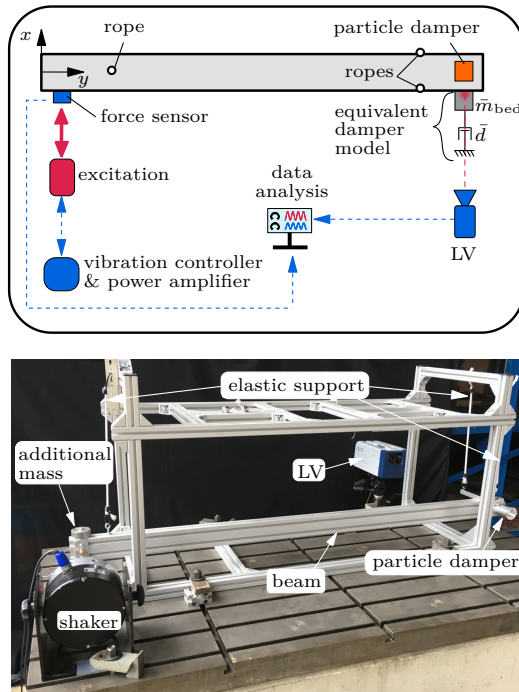 x
rope
particle damper
y
ropes
m̄bed
force sensor
equivalent
damper
model
d̄
excitation
data
analysis
LV
vibration controller
& power amplifier
elastic support
additional
mass
LV
particle damper
beam
shaker